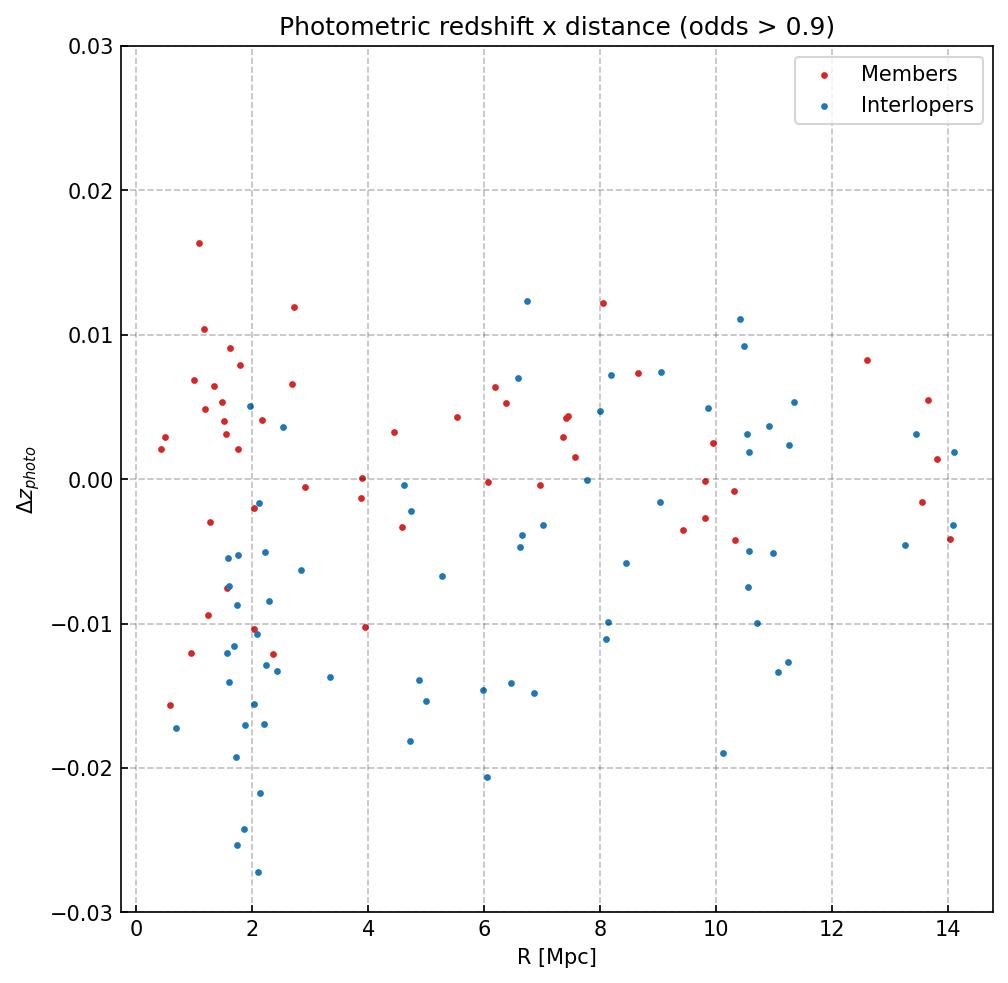 Photometric redshift x distance (odds > 0.9)
Members
Interlopers
0.03
0.02
0.01
0.00
−0.01
−0.02
−0.03
Δz_photo
0 2 4 6 8 10 12 14
R [Mpc]